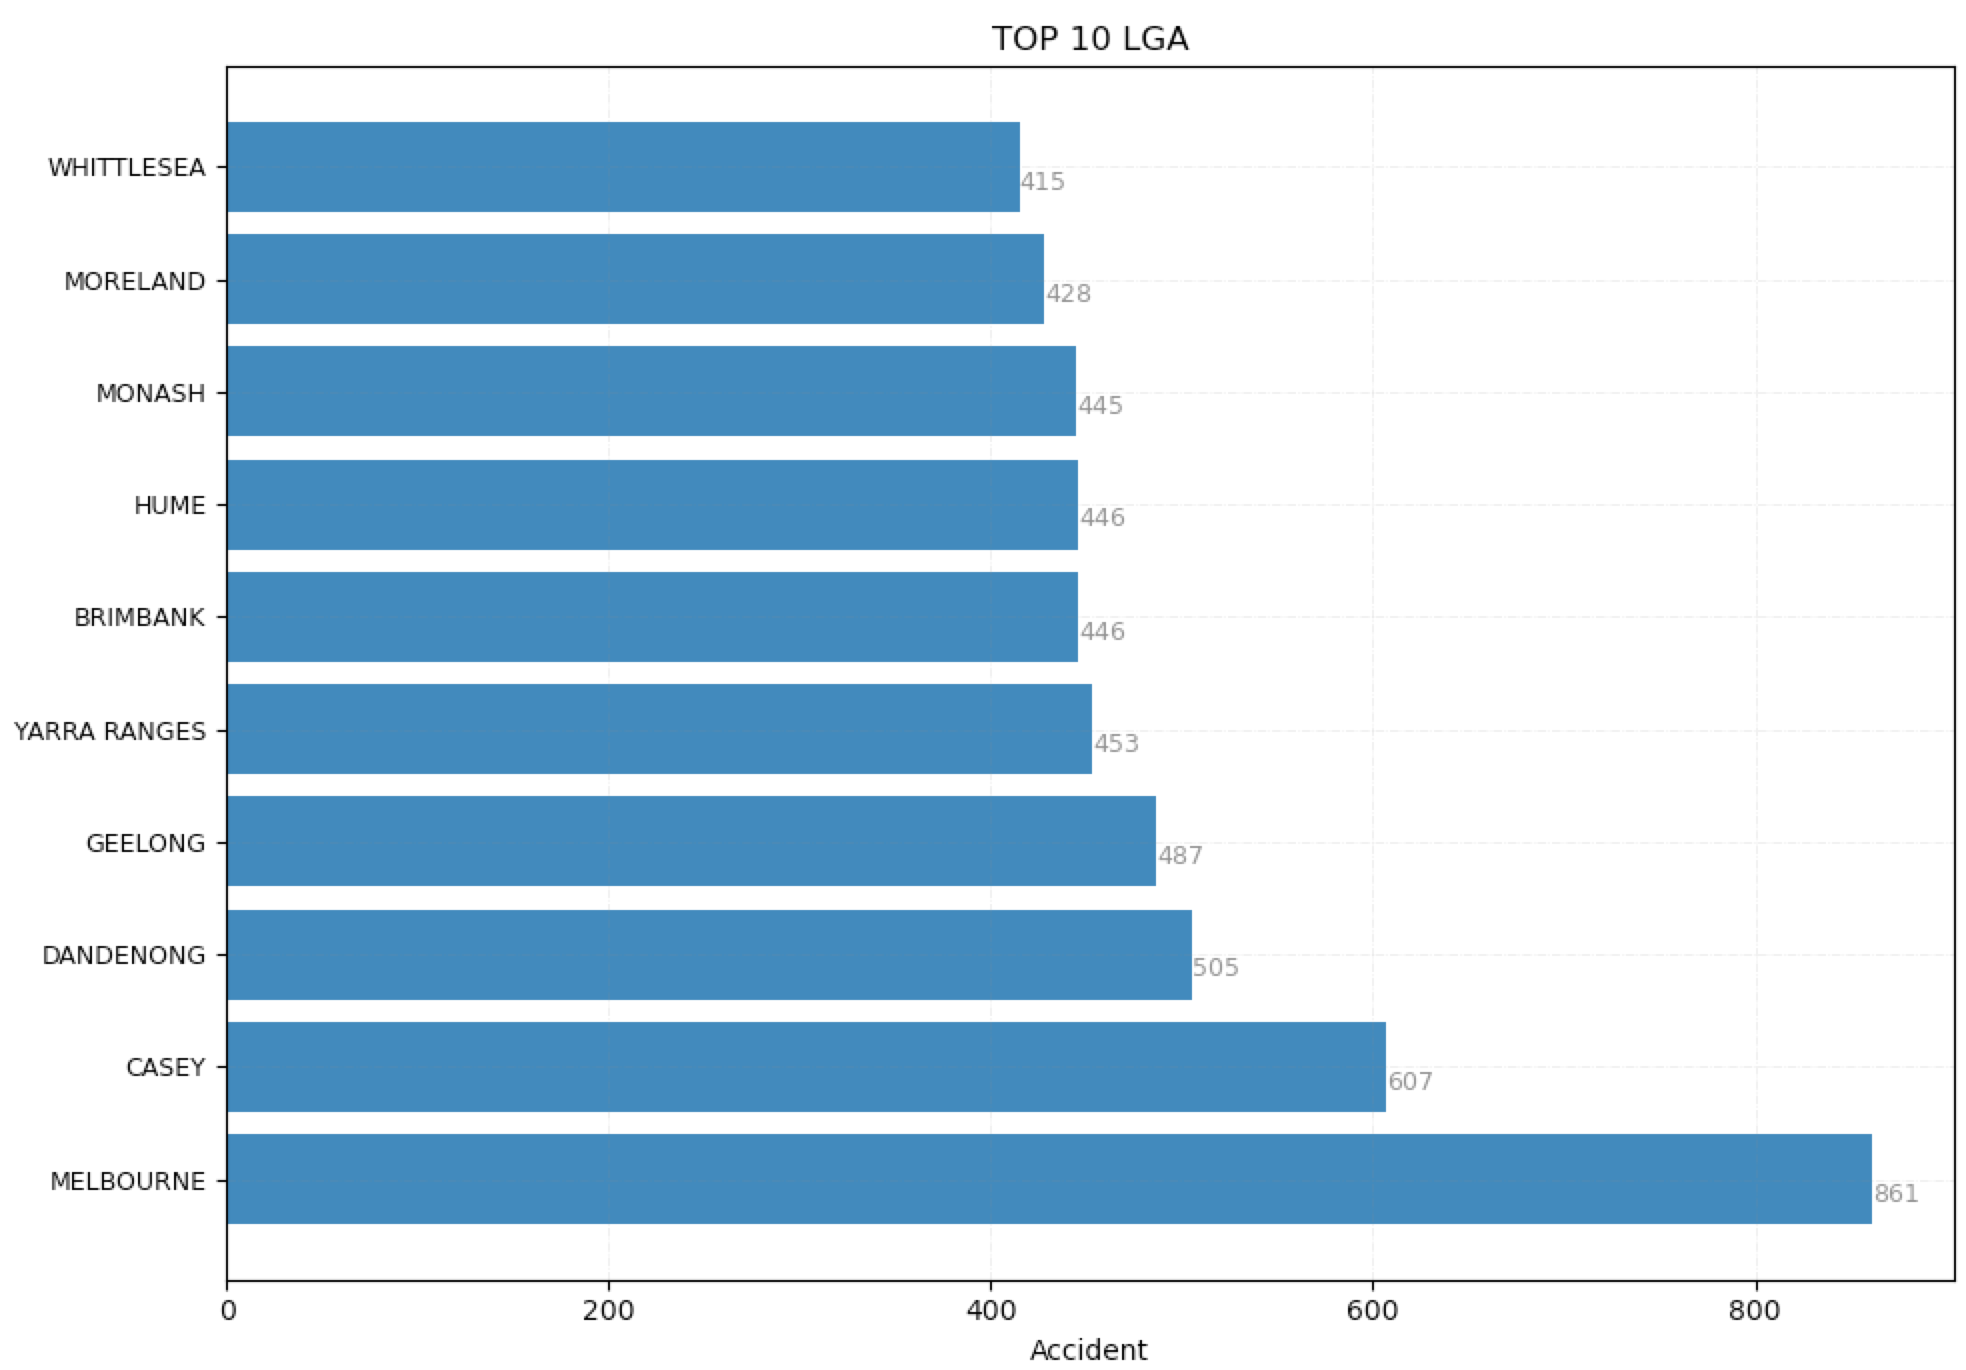 TOP 10 LGA
WHITTLESEA
415
MORELAND
428
MONASH
445
HUME
446
BRIMBANK
446
YARRA RANGES
453
GEELONG
487
DANDENONG
505
CASEY
607
MELBOURNE
861
0 200 400 600 800
Accident